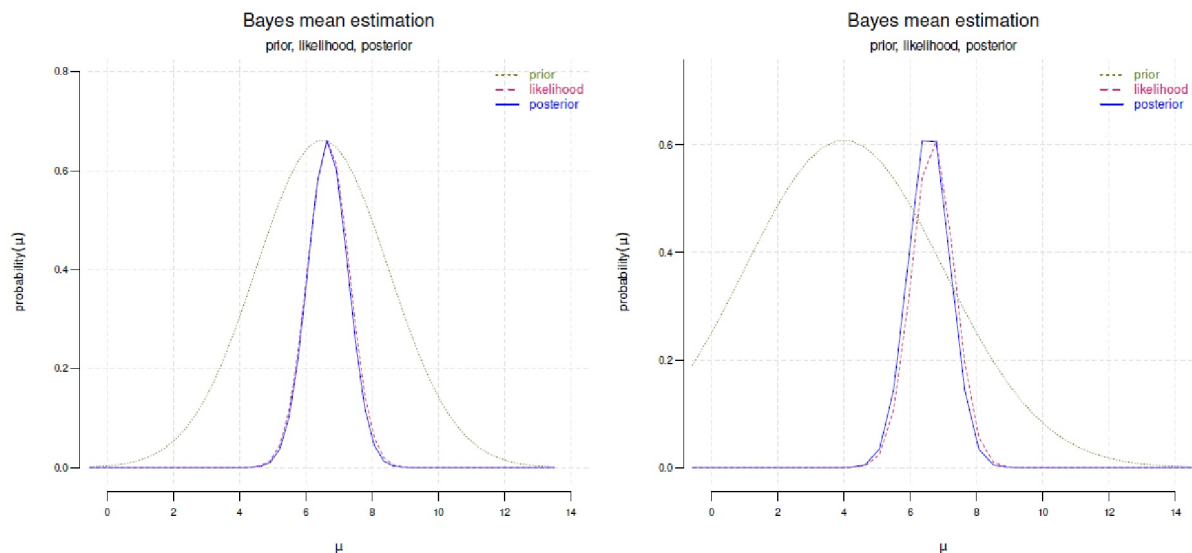 Bayes mean estimation
prior, likelihood, posterior
0.8
0.6
0.4
0.2
0.0
probability(μ)
prior
likelihood
posterior
0 2 4 6 8 10 12 14
μ
Bayes mean estimation
prior, likelihood, posterior
0.6
0.4
0.2
0.0
probability(μ)
prior
likelihood
posterior
0 2 4 6 8 10 12 14
μ